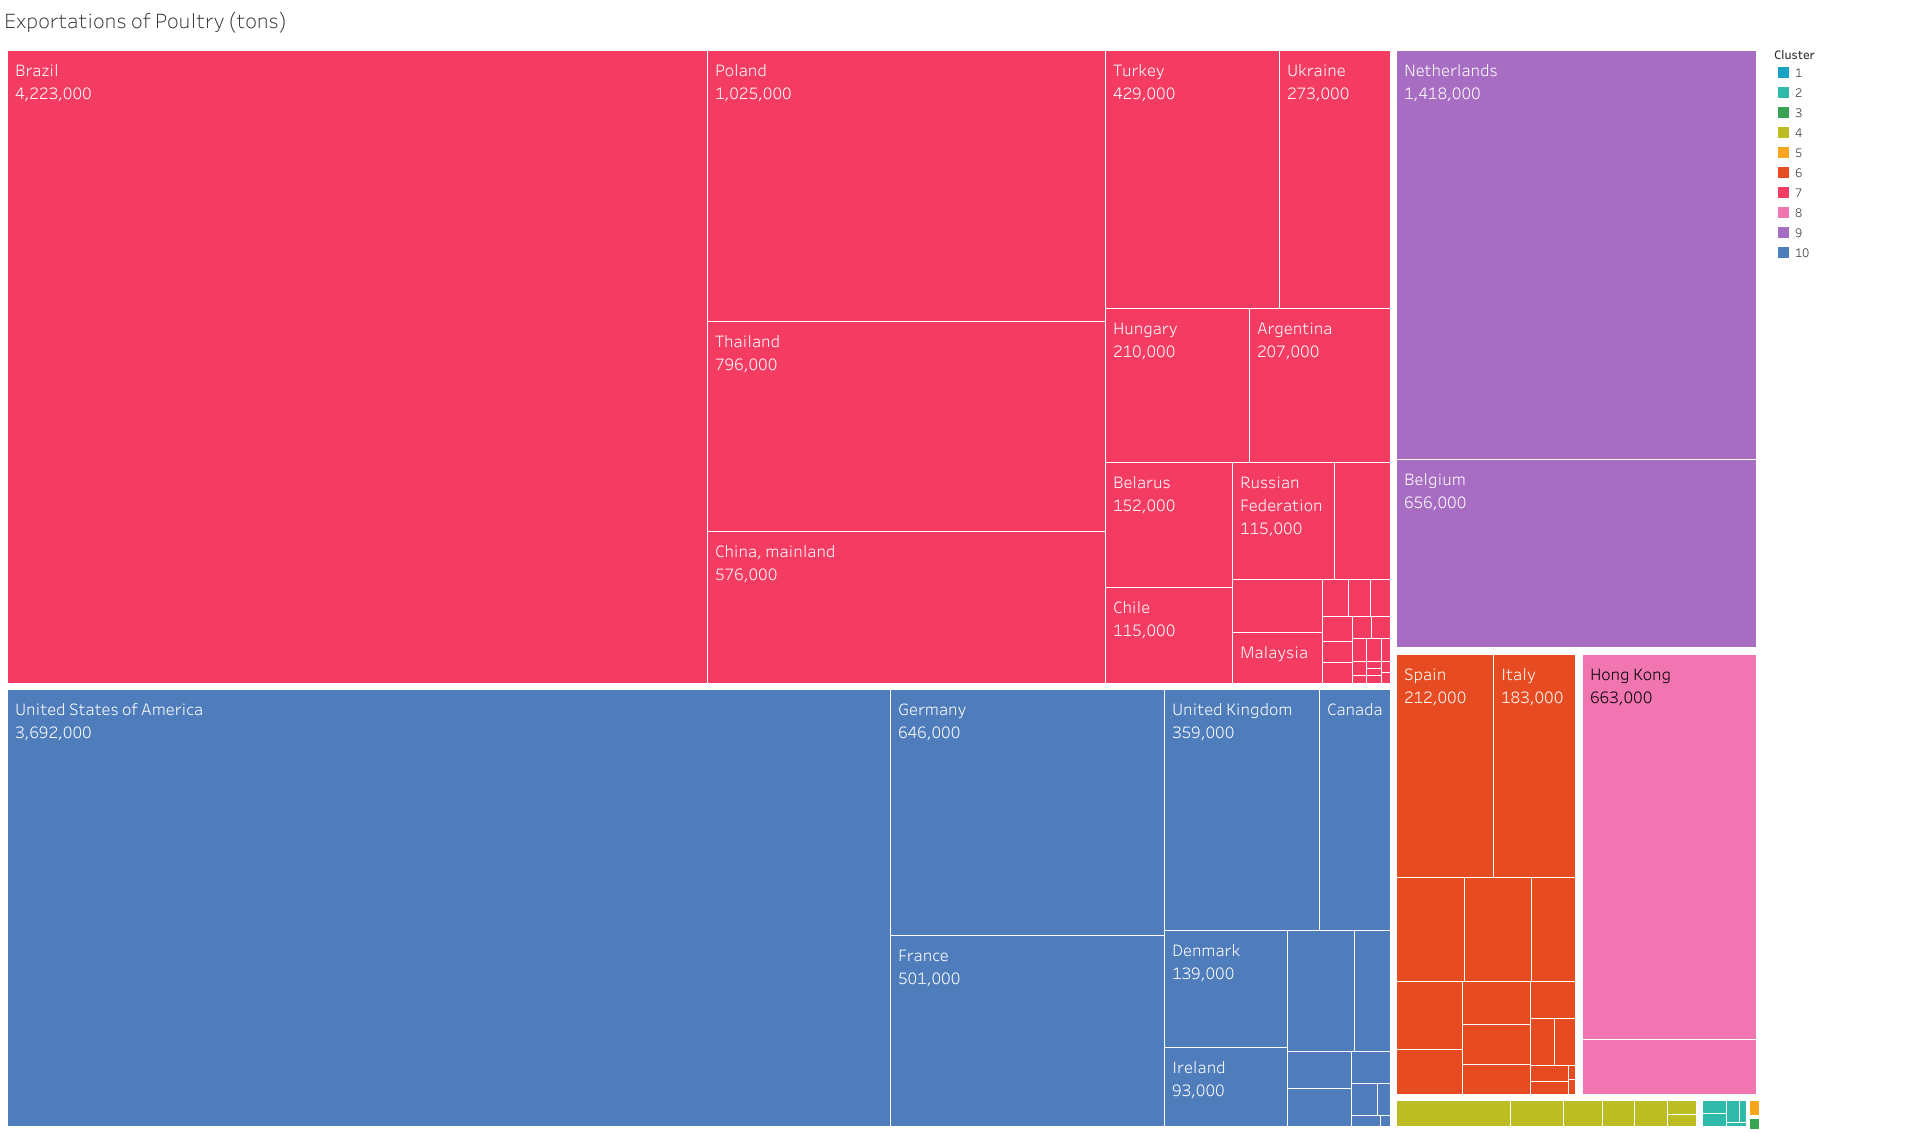 Exportations of Poultry (tons)
Brazil
4,223,000
Poland
1,025,000
Thailand
796,000
China, mainland
576,000
Turkey
429,000
Ukraine
273,000
Hungary
210,000
Argentina
207,000
Belarus
152,000
Russian
Federation
115,000
Chile
115,000
Malaysia
United States of America
3,692,000
Germany
646,000
France
501,000
United Kingdom
359,000
Canada
Denmark
139,000
Ireland
93,000
Netherlands
1,418,000
Belgium
656,000
Spain
212,000
Italy
183,000
Hong Kong
663,000
Cluster
1
2
3
4
5
6
7
8
9
10